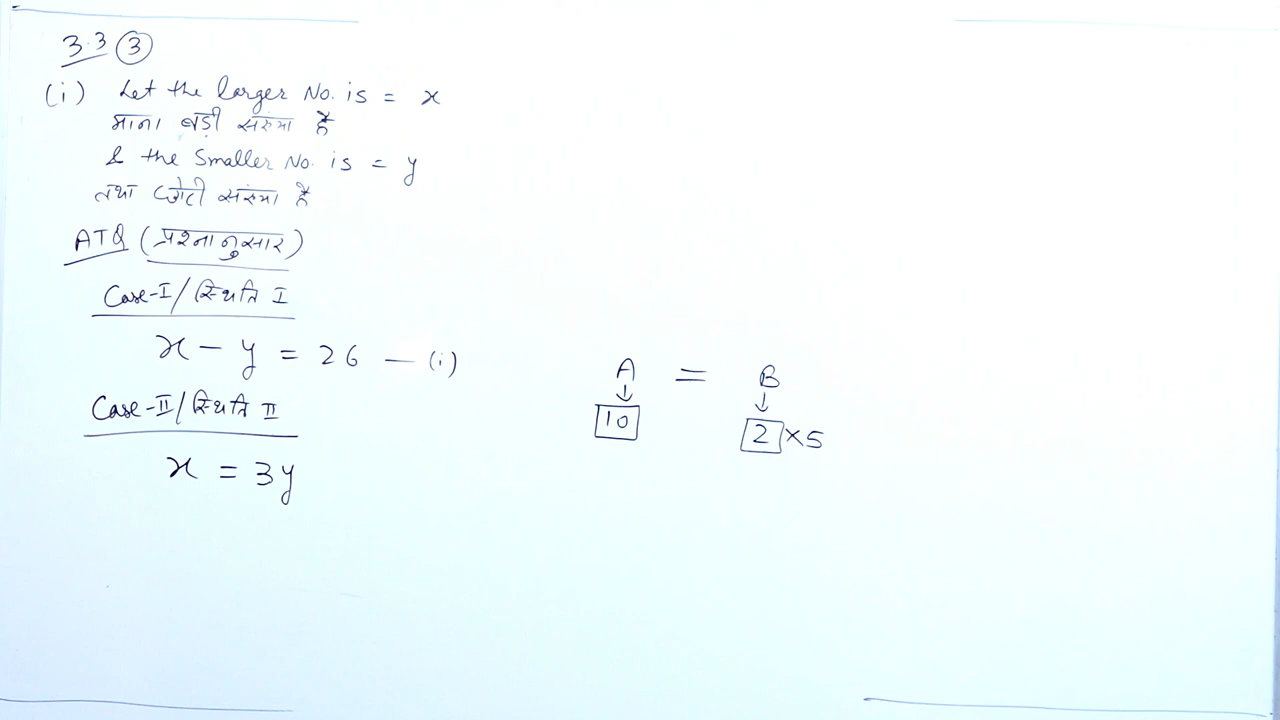 3.3 ③
(i) Let the larger No. is = x
माना बड़ी संख्या है
& the smaller No. is = y
तथा छोटी संख्या है
ATQ (प्रश्नानुसार)
Case-I/स्थिति I
x - y = 26 — (i)
Case-II/स्थिति II
x = 3y
A = B
↓ ↓
10 2 × 5